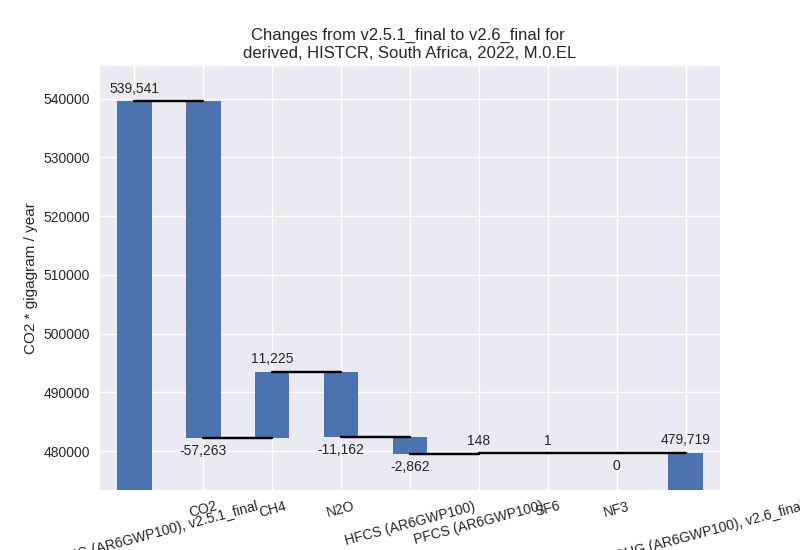 Changes from v2.5.1_final to v2.6_final for
derived, HISTCR, South Africa, 2022, M.0.EL
CO2 * gigagram / year
540000
530000
520000
510000
500000
490000
480000
539,541
-57,263
11,225
-11,162
-2,862
148
1
0
479,719
(AR6GWP100), v2.5.1_final
CO2
CH4
N2O
HFCS (AR6GWP100)
PFCS (AR6GWP100)
SF6
NF3
(AR6GWP100), v2.6_final